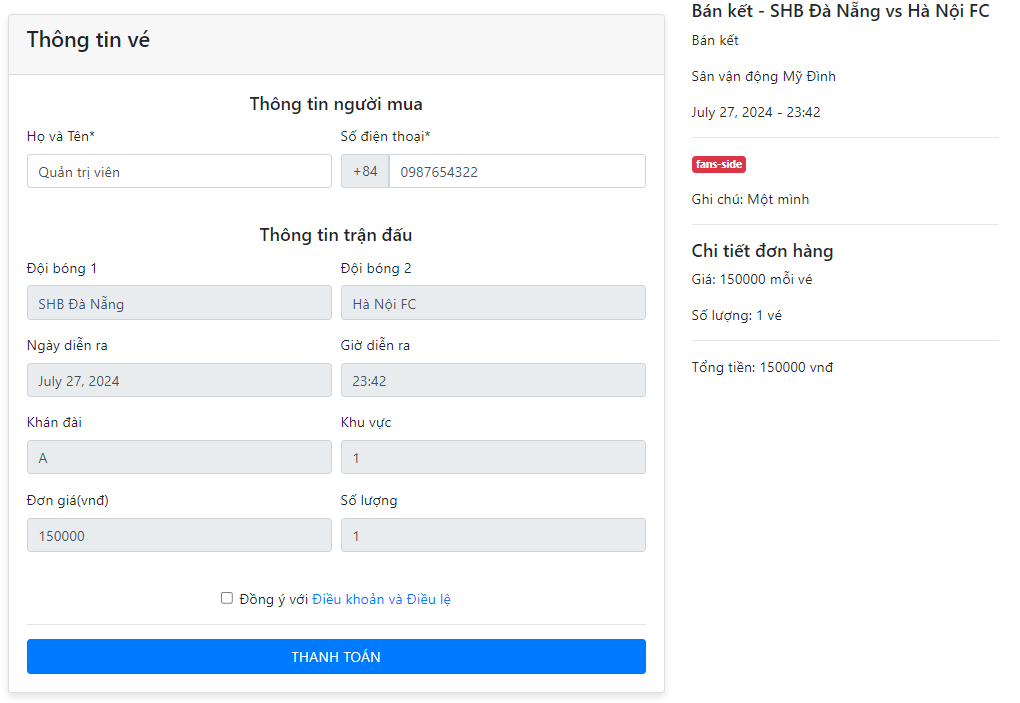 Thông tin vé
Thông tin người mua
Họ và Tên*
Số điện thoại*
Quản trị viên
+84
0987654322
Thông tin trận đấu
Đội bóng 1
Đội bóng 2
SHB Đà Nẵng
Hà Nội FC
Ngày diễn ra
Giờ diễn ra
July 27, 2024
23:42
Khán đài
Khu vực
A
1
Đơn giá(vnđ)
Số lượng
150000
1
Đồng ý với Điều khoản và Điều lệ
THANH TOÁN
Bán kết - SHB Đà Nẵng vs Hà Nội FC
Bán kết
Sân vận động Mỹ Đình
July 27, 2024 - 23:42
fans-side
Ghi chú: Một mình
Chi tiết đơn hàng
Giá: 150000 mỗi vé
Số lượng: 1 vé
Tổng tiền: 150000 vnđ